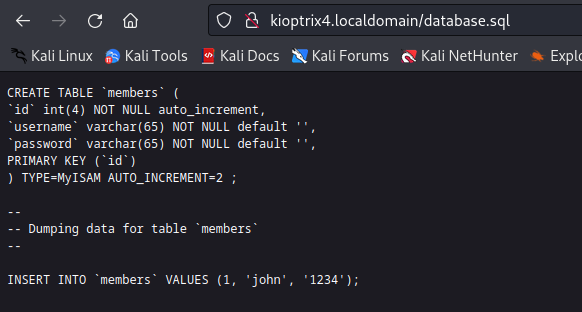 kioptrix4.localdomain/database.sql
Kali Linux Kali Tools Kali Docs Kali Forums Kali NetHunter Explo
CREATE TABLE `members` (
`id` int(4) NOT NULL auto_increment,
`username` varchar(65) NOT NULL default '',
`password` varchar(65) NOT NULL default '',
PRIMARY KEY (`id`)
) TYPE=MyISAM AUTO_INCREMENT=2 ;
--
-- Dumping data for table `members`
--
INSERT INTO `members` VALUES (1, 'john', '1234');